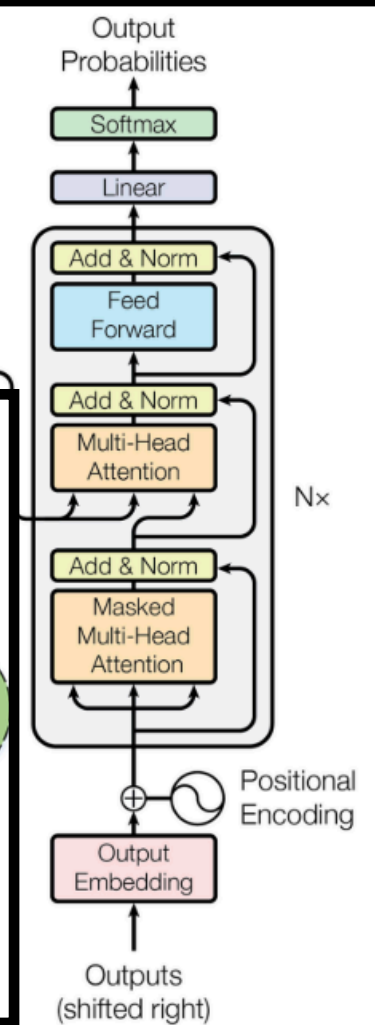 Output
Probabilities
Softmax
Linear
Add & Norm
Feed
Forward
Add & Norm
Multi-Head
Attention
N×
Add & Norm
Masked
Multi-Head
Attention
Positional
Encoding
Output
Embedding
Outputs
(shifted right)